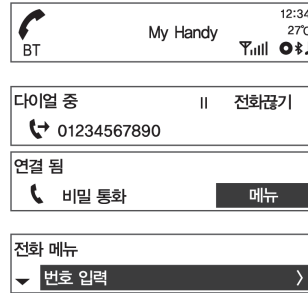 12:34
My Handy 27°C
BT
다이얼 중 II 전화끊기
01234567890
연결 됨
비밀 통화 메뉴
전화 메뉴
번호 입력